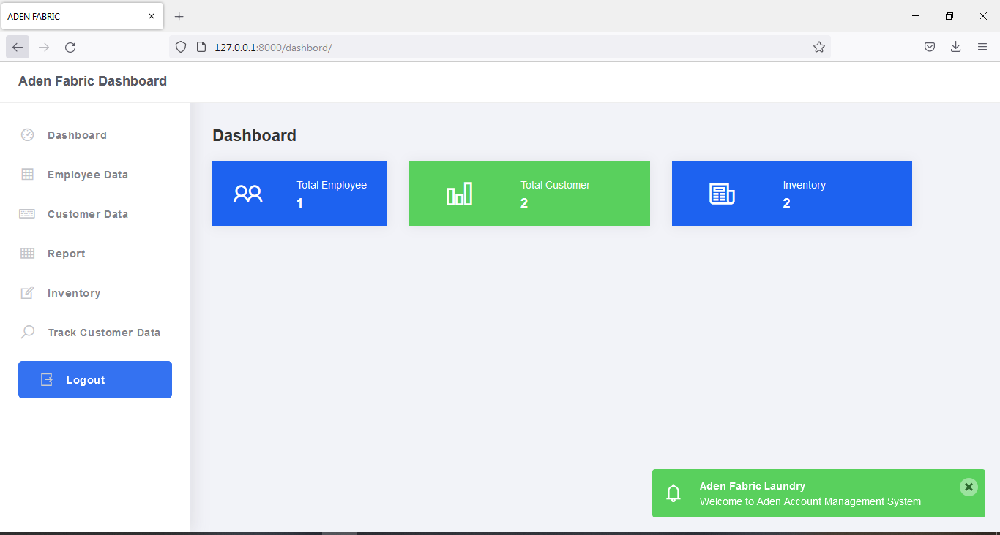 ADEN FABRIC
127.0.0.1:8000/dashbord/
Aden Fabric Dashboard
Dashboard
Employee Data
Customer Data
Report
Inventory
Track Customer Data
Logout
Dashboard
Total Employee
1
Total Customer
2
Inventory
2
Aden Fabric Laundry
Welcome to Aden Account Management System